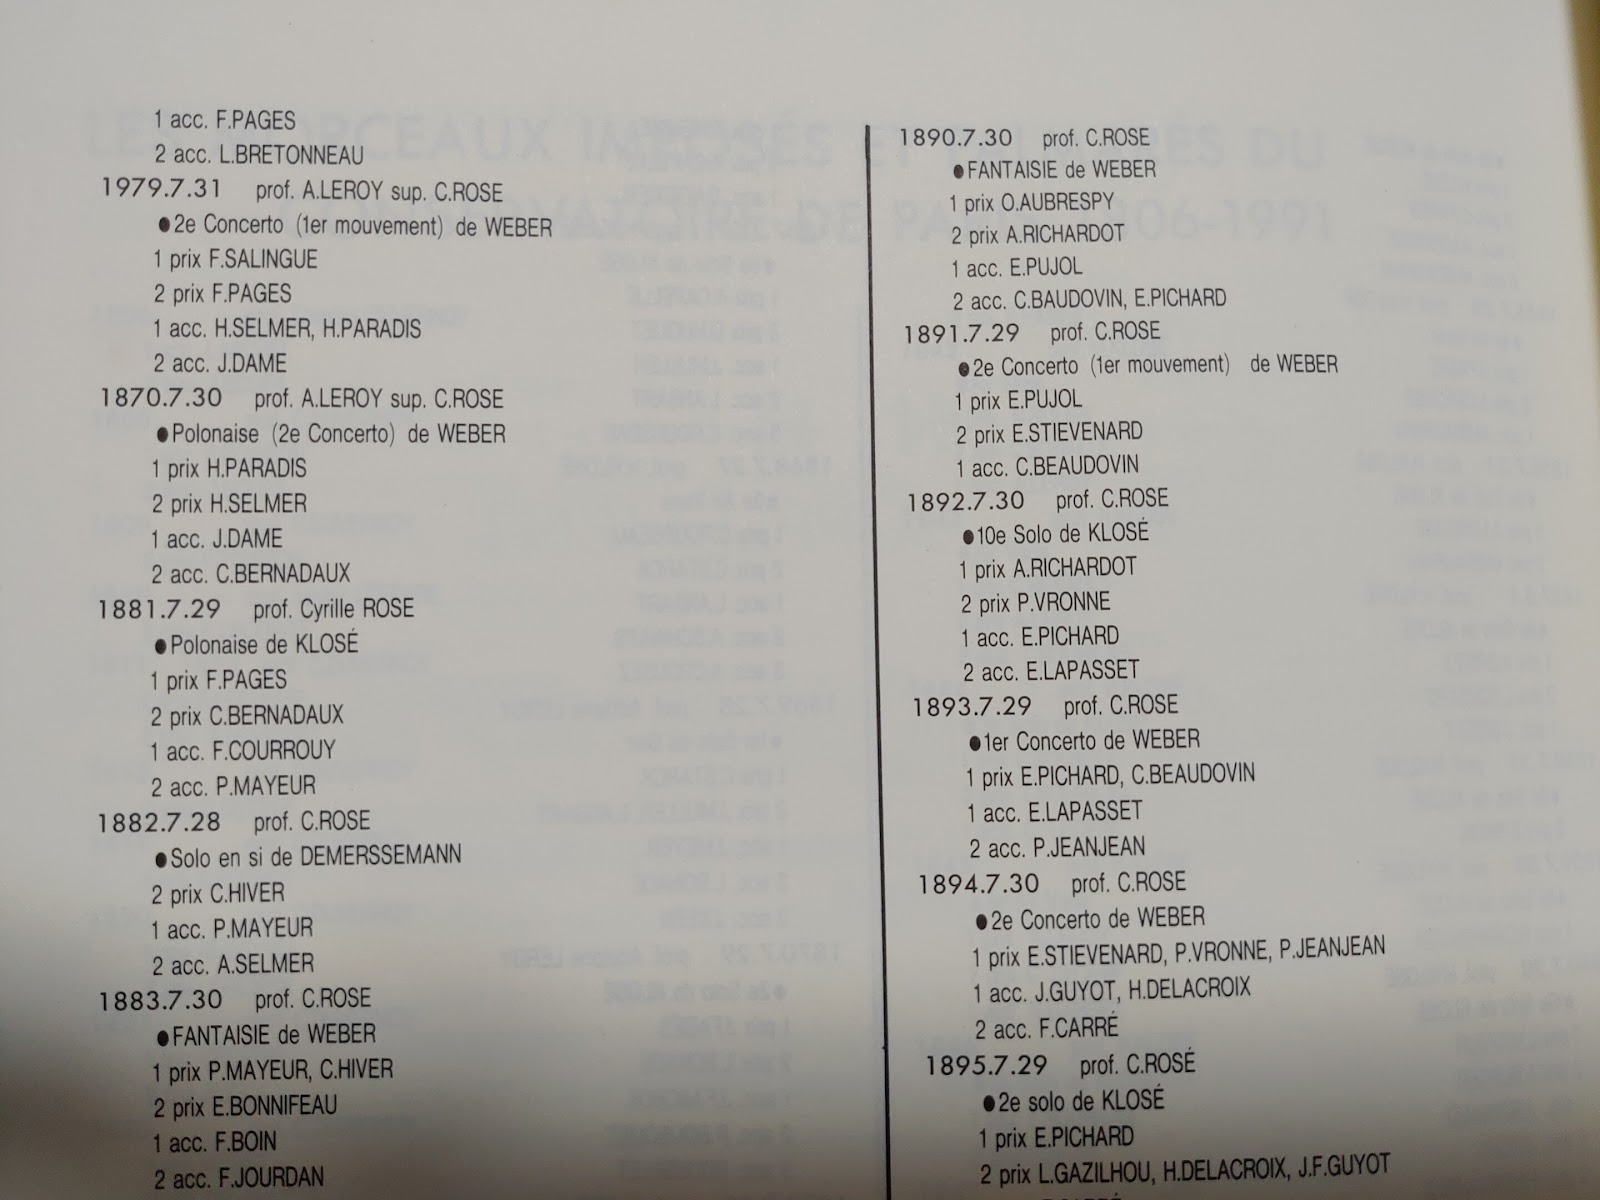 1 acc. F.PAGES
2 acc. L.BRETONNEAU
1979.7.31 prof. A.LEROY sup. C.ROSE
●2e Concerto (1er mouvement) de WEBER
1 prix F.SALINGUE
2 prix F.PAGES
1 acc. H.SELMER, H.PARADIS
2 acc. J.DAME
1870.7.30 prof. A.LEROY sup. C.ROSE
●Polonaise (2e Concerto) de WEBER
1 prix H.PARADIS
2 prix H.SELMER
1 acc. J.DAME
2 acc. C.BERNADAUX
1881.7.29 prof. Cyrille ROSE
●Polonaise de KLOSÉ
1 prix F.PAGES
2 prix C.BERNADAUX
1 acc. F.COURROUY
2 acc. P.MAYEUR
1882.7.28 prof. C.ROSE
●Solo en si de DEMERSSEMANN
2 prix C.HIVER
1 acc. P.MAYEUR
2 acc. A.SELMER
1883.7.30 prof. C.ROSE
●FANTAISIE de WEBER
1 prix P.MAYEUR, C.HIVER
2 prix E.BONNIFEAU
1 acc. F.BOIN
2 acc. F.JOURDAN
1890.7.30 prof. C.ROSE
●FANTAISIE de WEBER
1 prix O.AUBRESPY
2 prix A.RICHARDOT
1 acc. E.PUJOL
2 acc. C.BAUDOVIN, E.PICHARD
1891.7.29 prof. C.ROSE
●2e Concerto (1er mouvement) de WEBER
1 prix E.PUJOL
2 prix E.STIEVENARD
1 acc. C.BEAUDOVIN
1892.7.30 prof. C.ROSE
●10e Solo de KLOSÉ
1 prix A.RICHARDOT
2 prix P.VRONNE
1 acc. E.PICHARD
2 acc. E.LAPASSET
1893.7.29 prof. C.ROSE
●1er Concerto de WEBER
1 prix E.PICHARD, C.BEAUDOVIN
1 acc. E.LAPASSET
2 acc. P.JEANJEAN
1894.7.30 prof. C.ROSE
●2e Concerto de WEBER
1 prix E.STIEVENARD, P.VRONNE, P.JEANJEAN
1 acc. J.GUYOT, H.DELACROIX
2 acc. F.CARRÉ
1895.7.29 prof. C.ROSÉ
●2e solo de KLOSÉ
1 prix E.PICHARD
2 prix L.GAZILHOU, H.DELACROIX, J.F.GUYOT